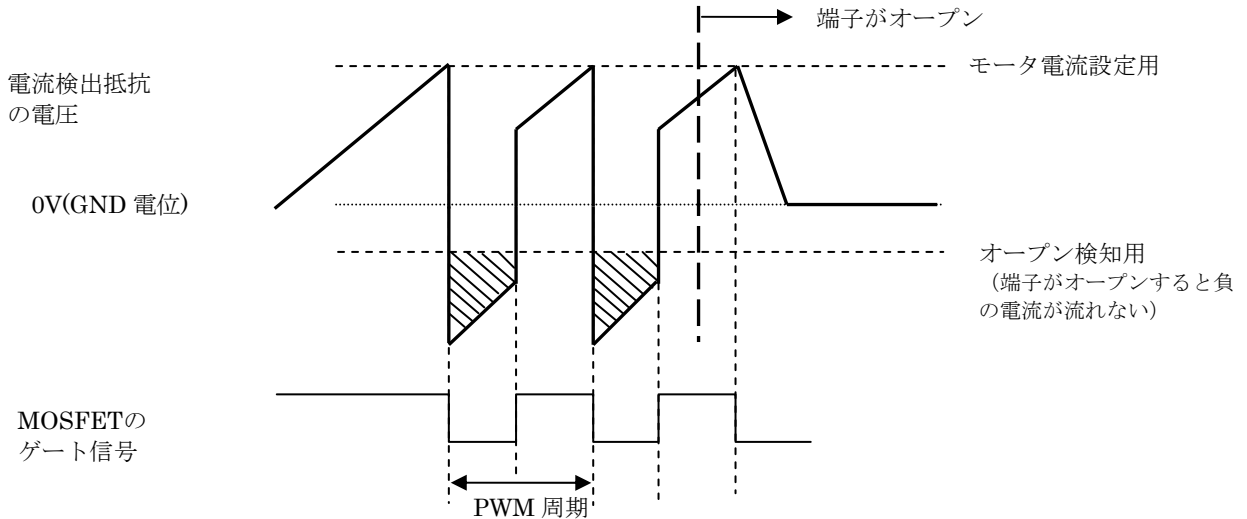 端子がオープン
モータ電流設定用
電流検出抵抗
の電圧
0V(GND 電位)
オープン検知用
（端子がオープンすると負
の電流が流れない）
MOSFETの
ゲート信号
PWM 周期